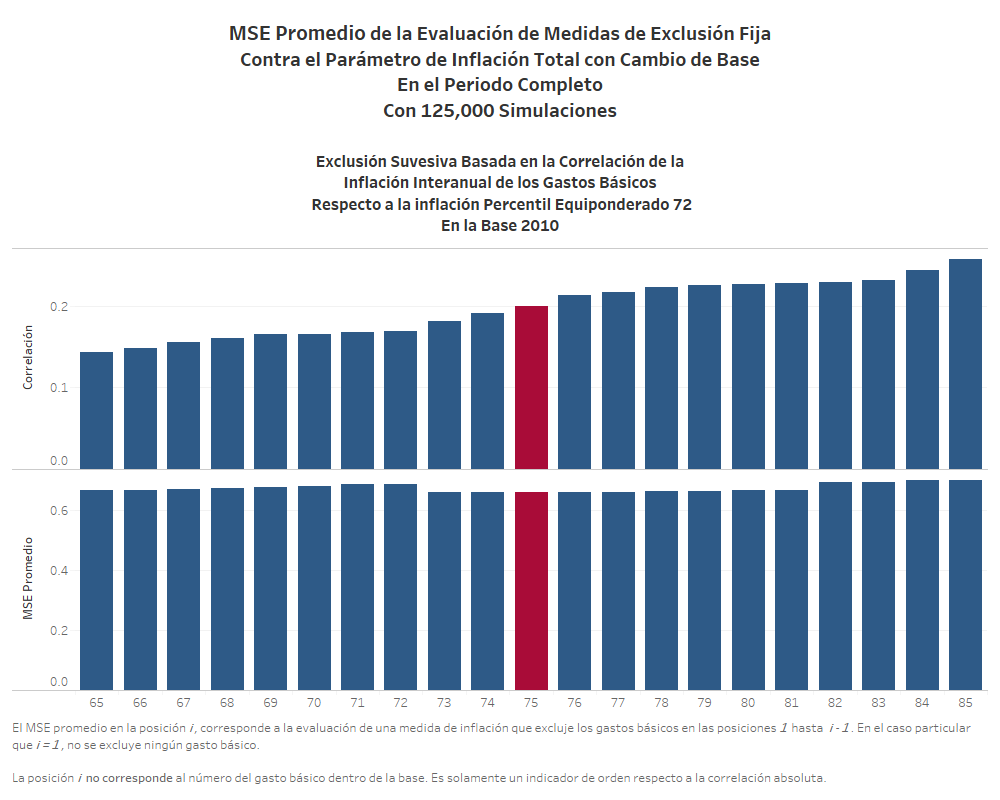 MSE Promedio de la Evaluación de Medidas de Exclusión Fija
Contra el Parámetro de Inflación Total con Cambio de Base
En el Periodo Completo
Con 125,000 Simulaciones
Exclusión Suvesiva Basada en la Correlación de la
Inflación Interanual de los Gastos Básicos
Respecto a la inflación Percentil Equiponderado 72
En la Base 2010
Correlación
0.2
0.1
0.0
MSE Promedio
0.6
0.4
0.2
0.0
65 66 67 68 69 70 71 72 73 74 75 76 77 78 79 80 81 82 83 84 85
El MSE promedio en la posición i, corresponde a la evaluación de una medida de inflación que excluje los gastos básicos en las posiciones 1 hasta i-1. En el caso particular
que i=1, no se excluye ningún gasto básico.
La posición i no corresponde al número del gasto básico dentro de la base. Es solamente un indicador de orden respecto a la correlación absoluta.